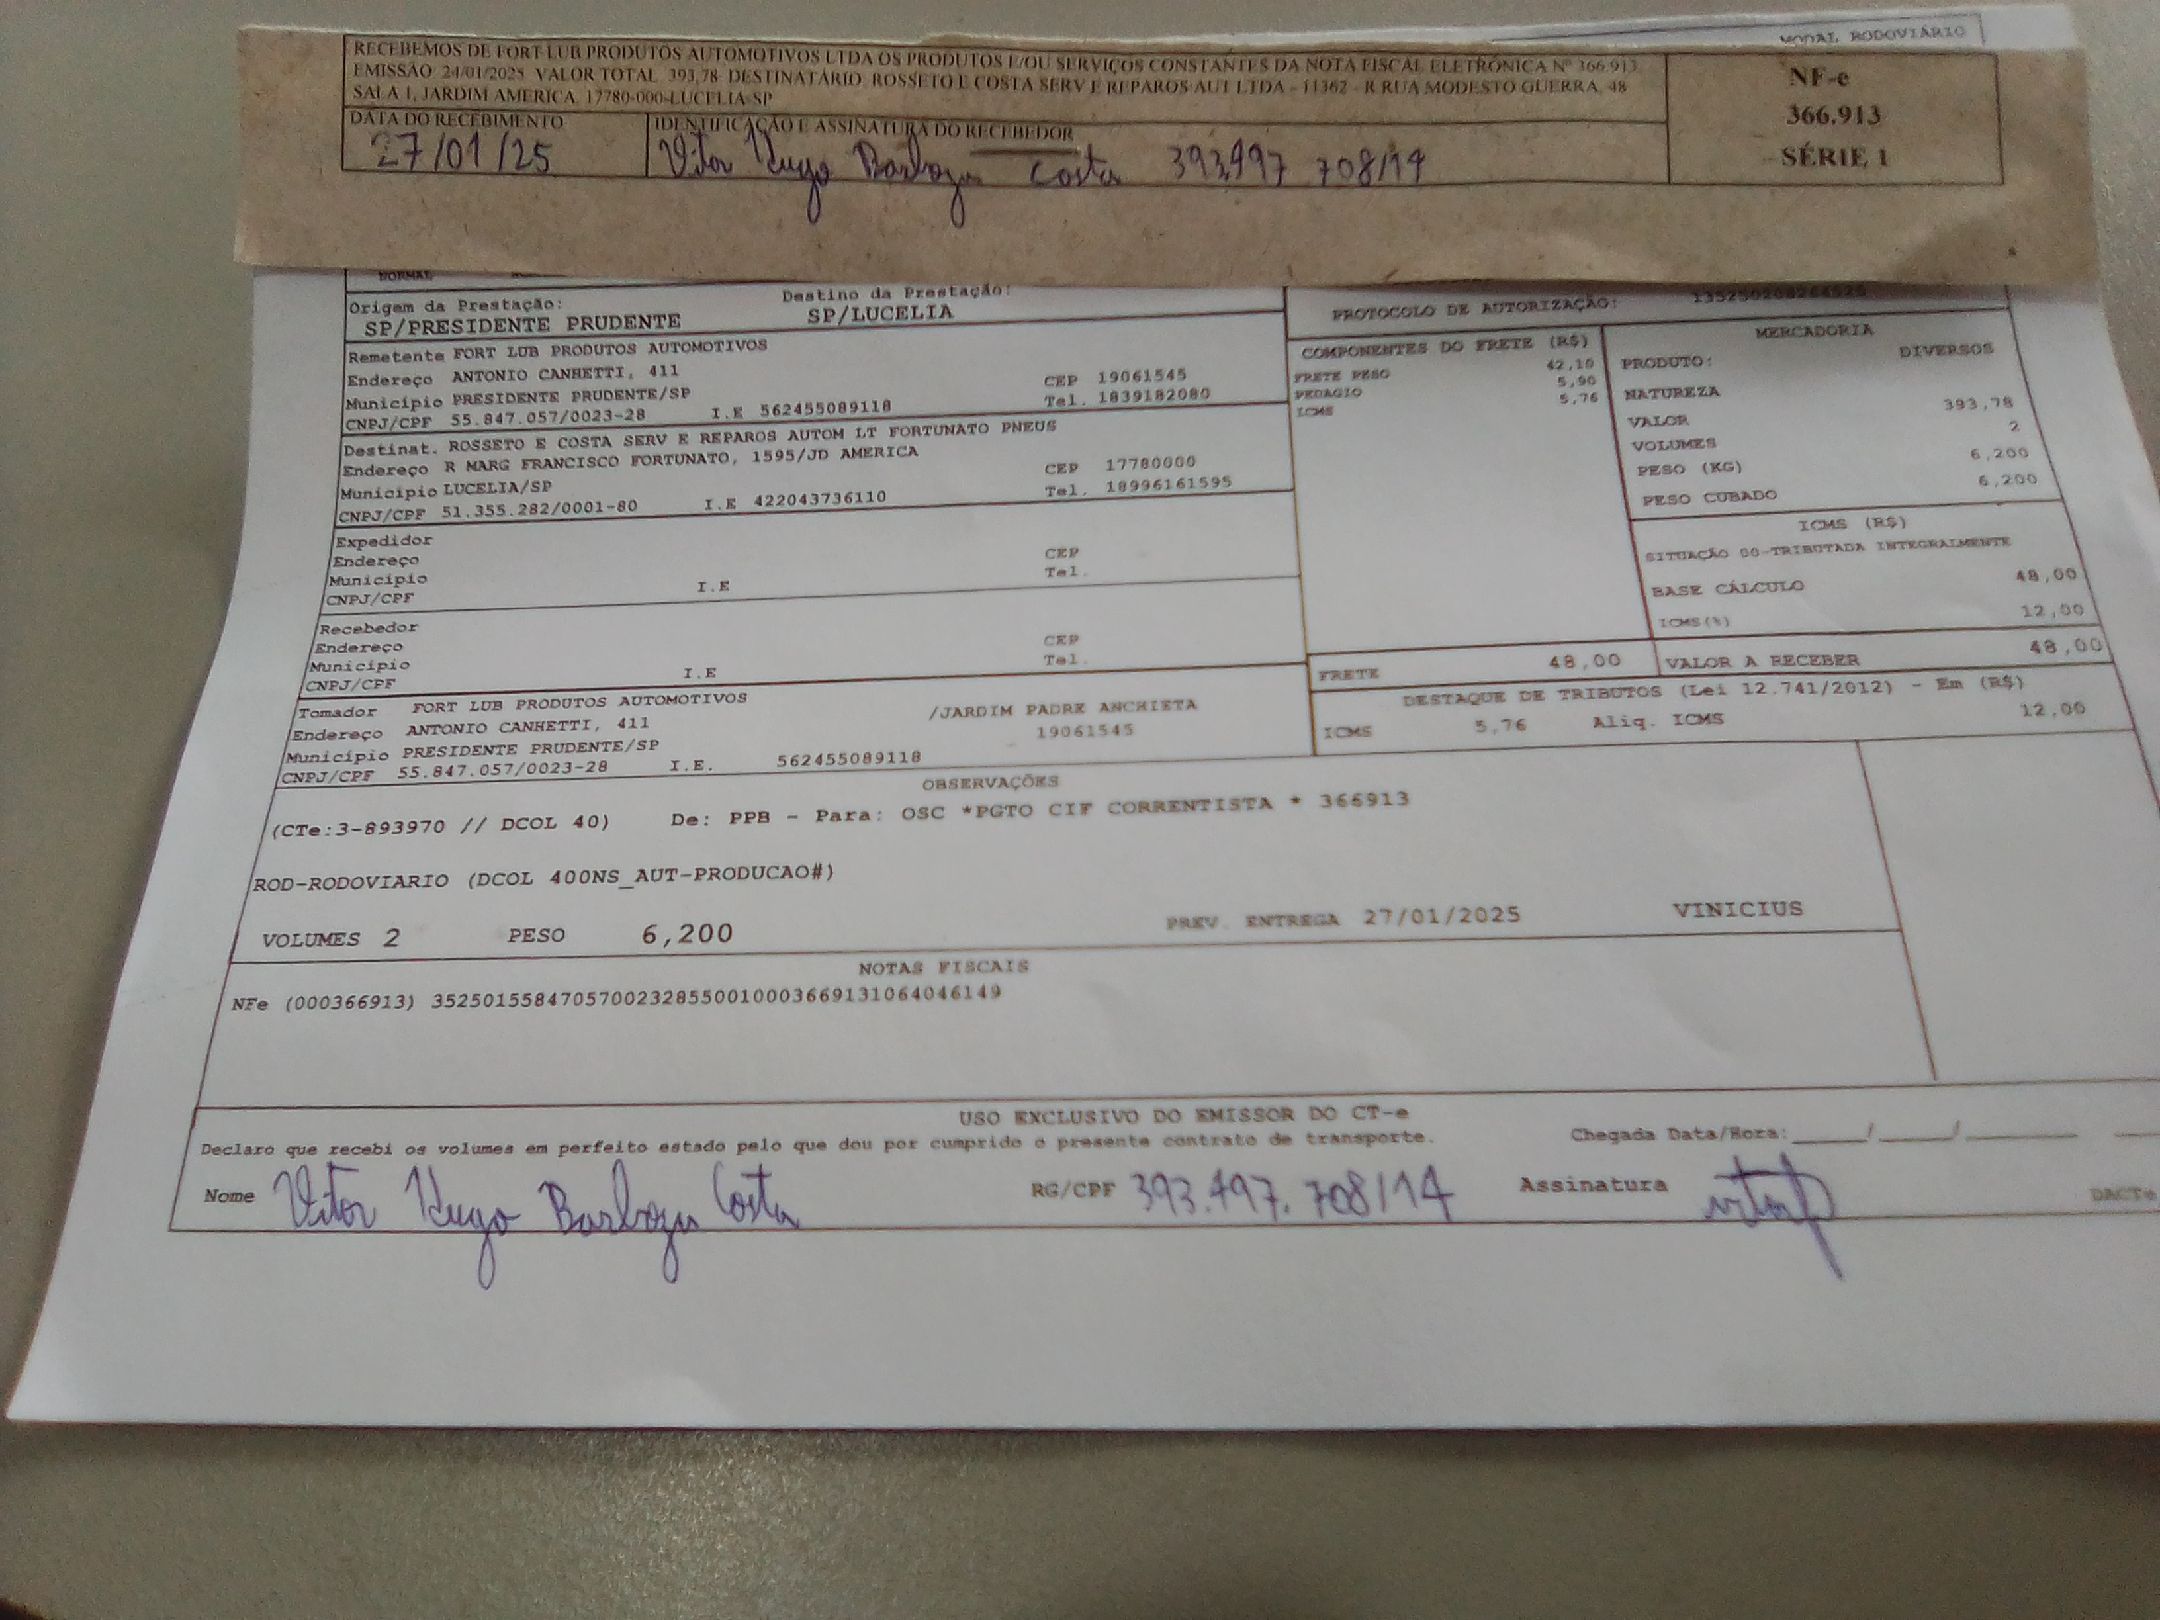 MODAL RODOVIÁRIO
RECEBEMOS DE FORT LUB PRODUTOS AUTOMOTIVOS LTDA OS PRODUTOS E/OU SERVIÇOS CONSTANTES DA NOTA FISCAL ELETRÔNICA Nº 366.913
EMISSÃO: 24/01/2025 VALOR TOTAL: 393,78 DESTINATÁRIO: ROSSETO E COSTA SERV E REPAROS AUT LTDA - 11362 - R RUA MODESTO GUERRA, 48
SALA 1, JARDIM AMERICA, 17780-000-LUCELIA-SP
NF-e
366.913
SÉRIE 1
DATA DO RECEBIMENTO
27/01/25
IDENTIFICAÇÃO E ASSINATURA DO RECEBEDOR
Vitor Hugo Barboza Costa 393.497 708/14
NORMAL
Origem da Prestação: Destino da Prestação:
SP/PRESIDENTE PRUDENTE SP/LUCELIA
PROTOCOLO DE AUTORIZAÇÃO:
Remetente FORT LUB PRODUTOS AUTOMOTIVOS
Endereço ANTONIO CANHETTI, 411 CEP 19061545
Município PRESIDENTE PRUDENTE/SP Tel. 1839182080
CNPJ/CPF 55.847.057/0023-28 I.E 562455089118
Destinat. ROSSETO E COSTA SERV E REPAROS AUTOM LT FORTUNATO PNEUS
Endereço R MARG FRANCISCO FORTUNATO, 1595/JD AMERICA CEP 17780000
Município LUCELIA/SP Tel. 18996161595
CNPJ/CPF 51.355.282/0001-80 I.E 422043736110
Expedidor
Endereço CEP
Município Tel.
CNPJ/CPF I.E
Recebedor
Endereço CEP
Município Tel.
CNPJ/CPF I.E
Tomador FORT LUB PRODUTOS AUTOMOTIVOS
Endereço ANTONIO CANHETTI, 411 /JARDIM PADRE ANCHIETA
Município PRESIDENTE PRUDENTE/SP 19061545
CNPJ/CPF 55.847.057/0023-28 I.E. 562455089118
COMPONENTES DO FRETE (R$)
FRETE PESO 42,10
PEDAGIO 5,90
ICMS 5,76
MERCADORIA
PRODUTO: DIVERSOS
NATUREZA
VALOR 393,78
VOLUMES 2
PESO (KG) 6,200
PESO CUBADO 6,200
ICMS (R$)
SITUAÇÃO 00-TRIBUTADA INTEGRALMENTE
BASE CÁLCULO 48,00
ICMS(%) 12,00
FRETE 48,00 VALOR A RECEBER 48,00
DESTAQUE DE TRIBUTOS (Lei 12.741/2012) - Em (R$)
ICMS 5,76 Aliq. ICMS 12,00
OBSERVAÇÕES
(CTe:3-893970 // DCOL 40) De: PPB - Para: OSC *PGTO CIF CORRENTISTA * 366913
ROD-RODOVIARIO (DCOL 400NS_AUT-PRODUCAO#)
VOLUMES 2 PESO 6,200 PREV. ENTREGA 27/01/2025 VINICIUS
NOTAS FISCAIS
NFe (000366913) 35250155847057002328550010003669131064046149
USO EXCLUSIVO DO EMISSOR DO CT-e
Declaro que recebi os volumes em perfeito estado pelo que dou por cumprido o presente contrato de transporte. Chegada Data/Hora:____/____/______
Nome Vitor Hugo Barboza Costa RG/CPF 393.497.708/14 Assinatura
DACTe